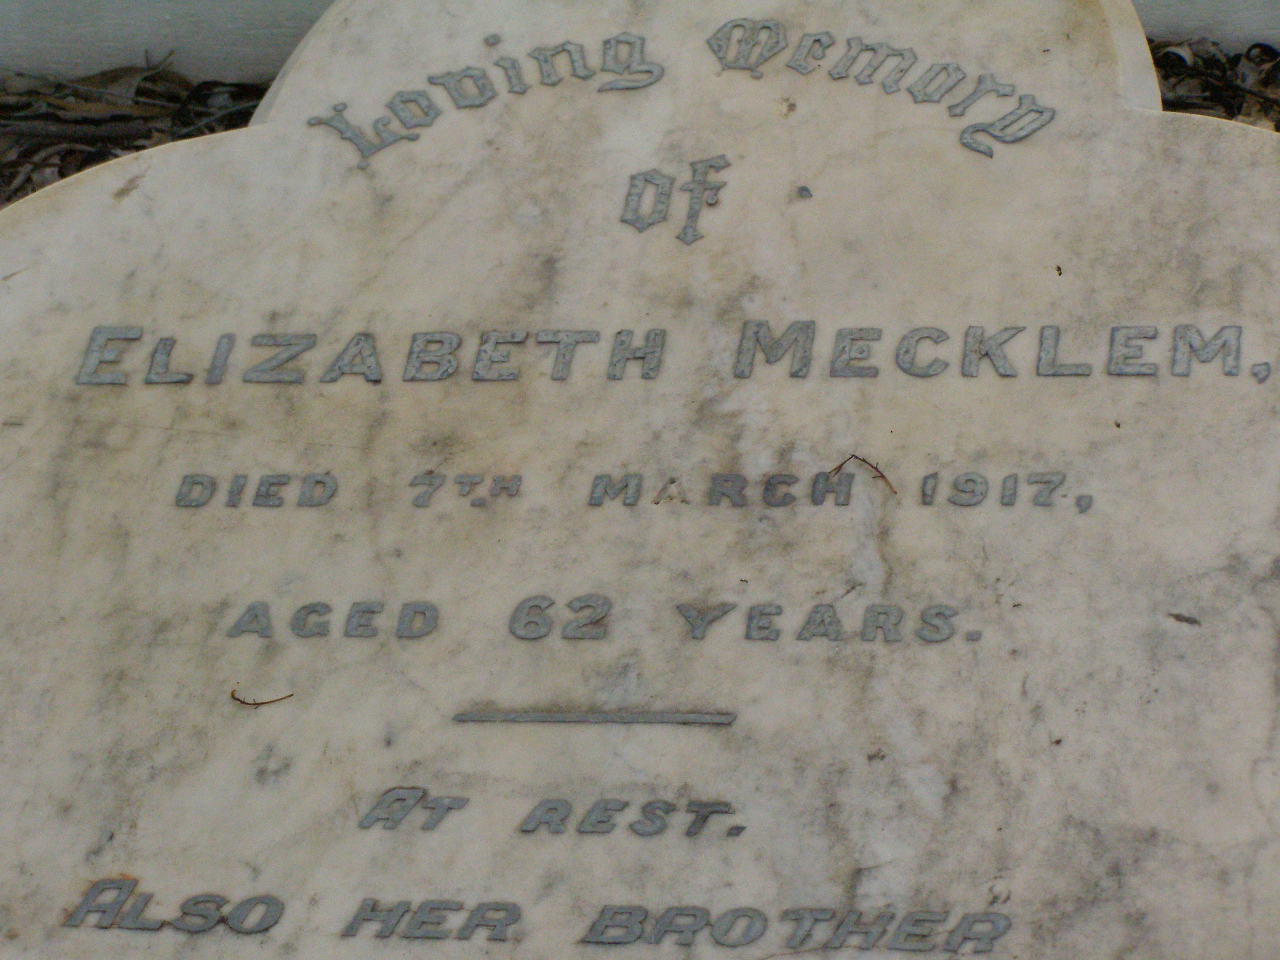 Loving Memory
of
ELIZABETH MECKLEM,
DIED 7TH MARCH 1917,
AGED 62 YEARS.
AT REST.
ALSO HER BROTHER